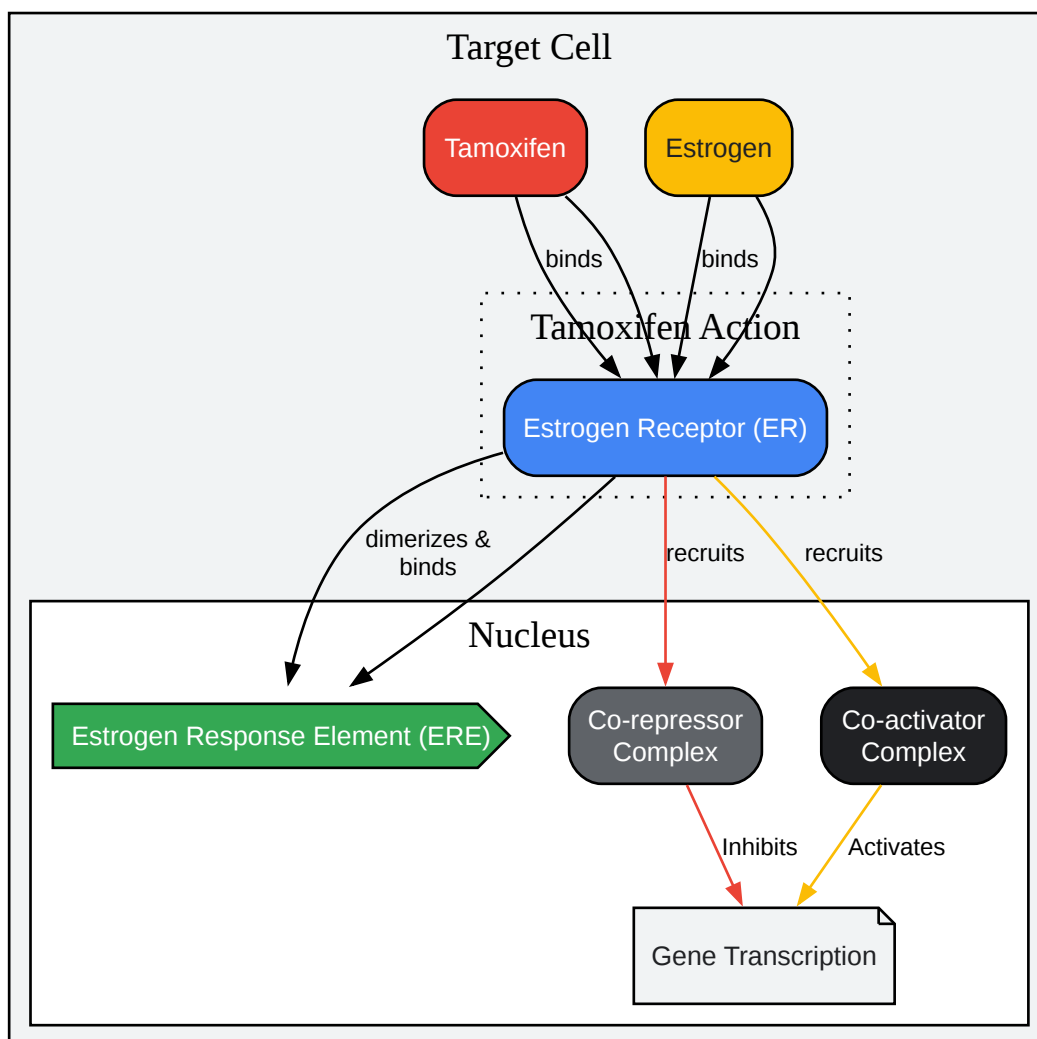 Target Cell
Tamoxifen
Estrogen
binds
binds
Tamoxifen Action
Estrogen Receptor (ER)
dimerizes &
binds
recruits
recruits
Nucleus
Estrogen Response Element (ERE)
Co-repressor
Complex
Co-activator
Complex
Inhibits
Activates
Gene Transcription